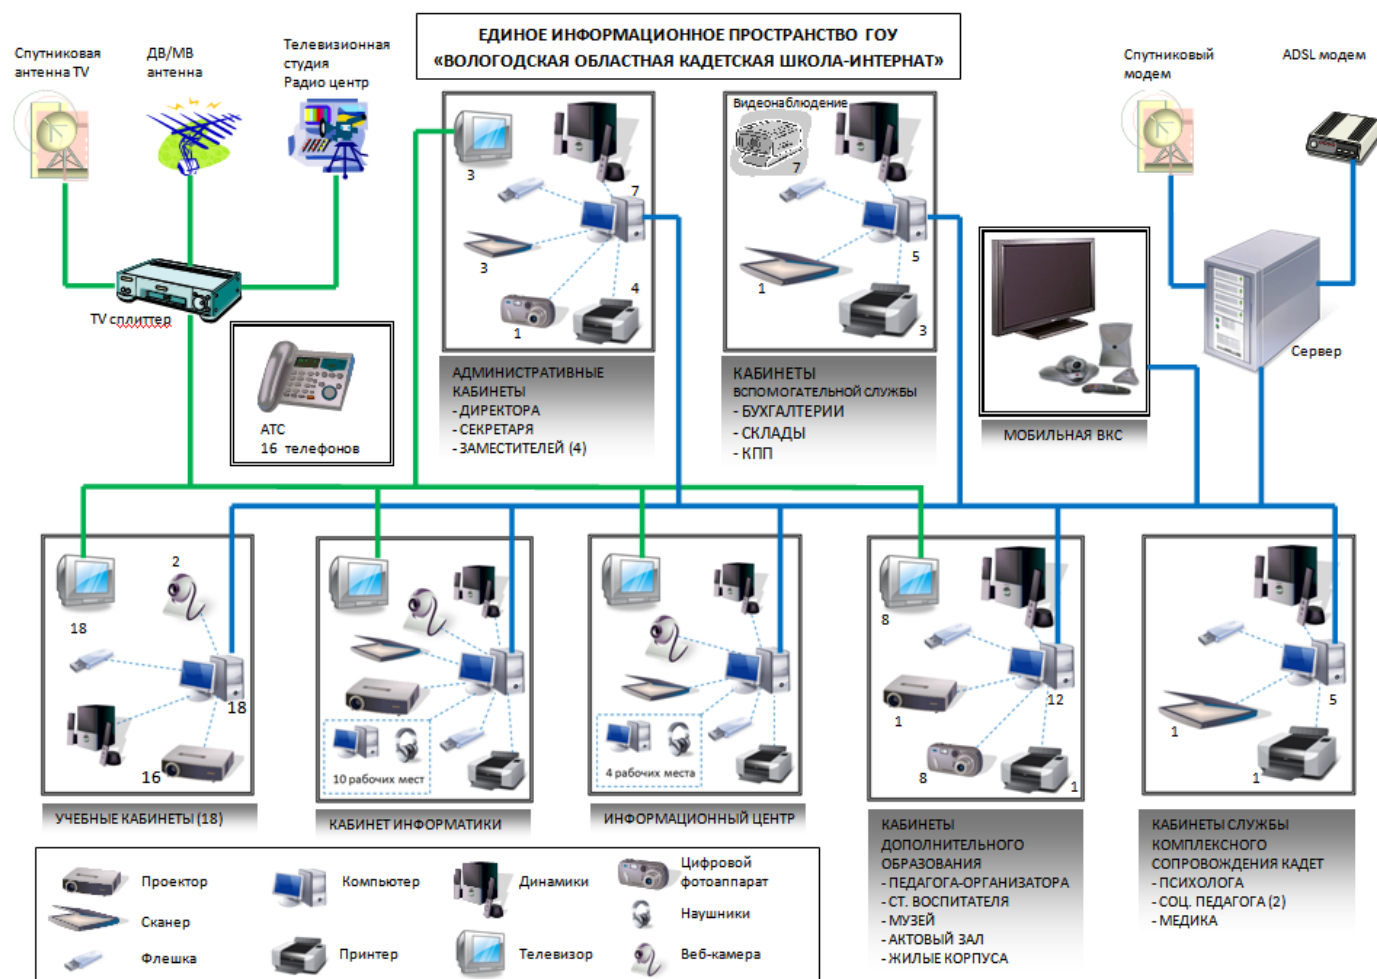 ЕДИНОЕ ИНФОРМАЦИОННОЕ ПРОСТРАНСТВО ГОУ
«ВОЛОГОДСКАЯ ОБЛАСТНАЯ КАДЕТСКАЯ ШКОЛА-ИНТЕРНАТ»
Спутниковая
антенна TV
ДВ/МВ
антенна
Телевизионная
студия
Радио центр
Спутниковый
модем
ADSL модем
TV сплиттер
АТС
16 телефонов
3
7
3
4
1
АДМИНИСТРАТИВНЫЕ
КАБИНЕТЫ
- ДИРЕКТОРА
- СЕКРЕТАРЯ
- ЗАМЕСТИТЕЛЕЙ (4)
Видеонаблюдение
7
5
1
3
КАБИНЕТЫ
ВСПОМОГАТЕЛЬНОЙ СЛУЖБЫ
- БУХГАЛТЕРИИ
- СКЛАДЫ
- КПП
МОБИЛЬНАЯ ВКС
Сервер
2
18
18
16
УЧЕБНЫЕ КАБИНЕТЫ (18)
10 рабочих мест
КАБИНЕТ ИНФОРМАТИКИ
4 рабочих места
ИНФОРМАЦИОННЫЙ ЦЕНТР
8
12
1
8
1
КАБИНЕТЫ
ДОПОЛНИТЕЛЬНОГО
ОБРАЗОВАНИЯ
- ПЕДАГОГА-ОРГАНИЗАТОРА
- СТ. ВОСПИТАТЕЛЯ
- МУЗЕЙ
- АКТОВЫЙ ЗАЛ
- ЖИЛЫЕ КОРПУСА
5
1
1
КАБИНЕТЫ СЛУЖБЫ
КОМПЛЕКСНОГО
СОПРОВОЖДЕНИЯ КАДЕТ
- ПСИХОЛОГА
- СОЦ. ПЕДАГОГА (2)
- МЕДИКА
Проектор
Компьютер
Динамики
Цифровой
фотоаппарат
Сканер
Наушники
Флешка
Принтер
Телевизор
Веб-камера